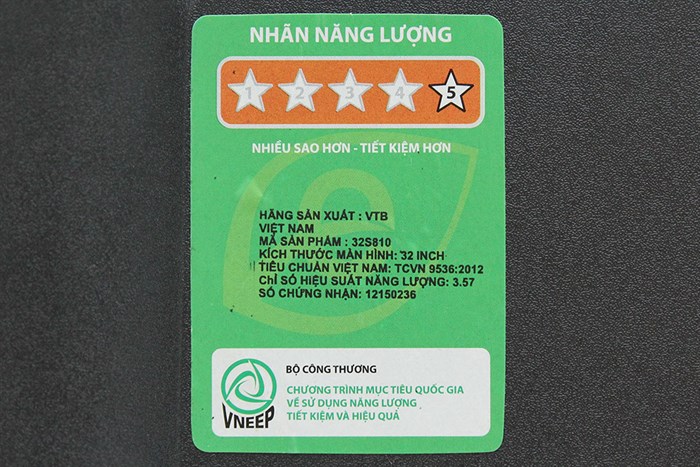 NHÃN NĂNG LƯỢNG
1 2 3 4 5
NHIỀU SAO HƠN - TIẾT KIỆM HƠN
HÃNG SẢN XUẤT : VTB
VIỆT NAM
MÃ SẢN PHẨM : 32S810
KÍCH THƯỚC MÀN HÌNH: 32 INCH
TIÊU CHUẨN VIỆT NAM: TCVN 9536:2012
CHỈ SỐ HIỆU SUẤT NĂNG LƯỢNG: 3.57
SỐ CHỨNG NHẬN: 12150236
BỘ CÔNG THƯƠNG
CHƯƠNG TRÌNH MỤC TIÊU QUỐC GIA
VỀ SỬ DỤNG NĂNG LƯỢNG
TIẾT KIỆM VÀ HIỆU QUẢ
VNEEP